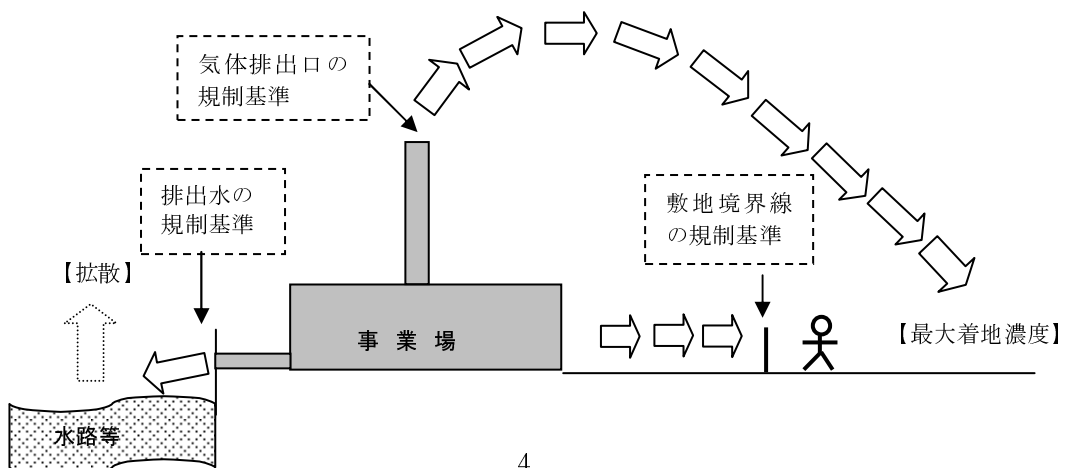 気体排出口の
規制基準
排出水の
規制基準
敷地境界線
の規制基準
【拡散】
事業場
【最大着地濃度】
水路等
4